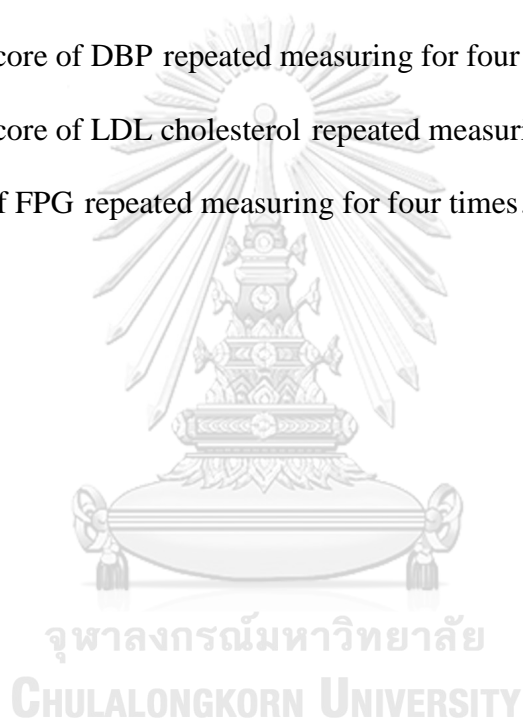 core of DBP repeated measuring for four
core of LDL cholesterol repeated measuri
f FPG repeated measuring for four times.
จุฬาลงกรณ์มหาวิทยาลัย
CHULALONGKORN UNIVERSITY